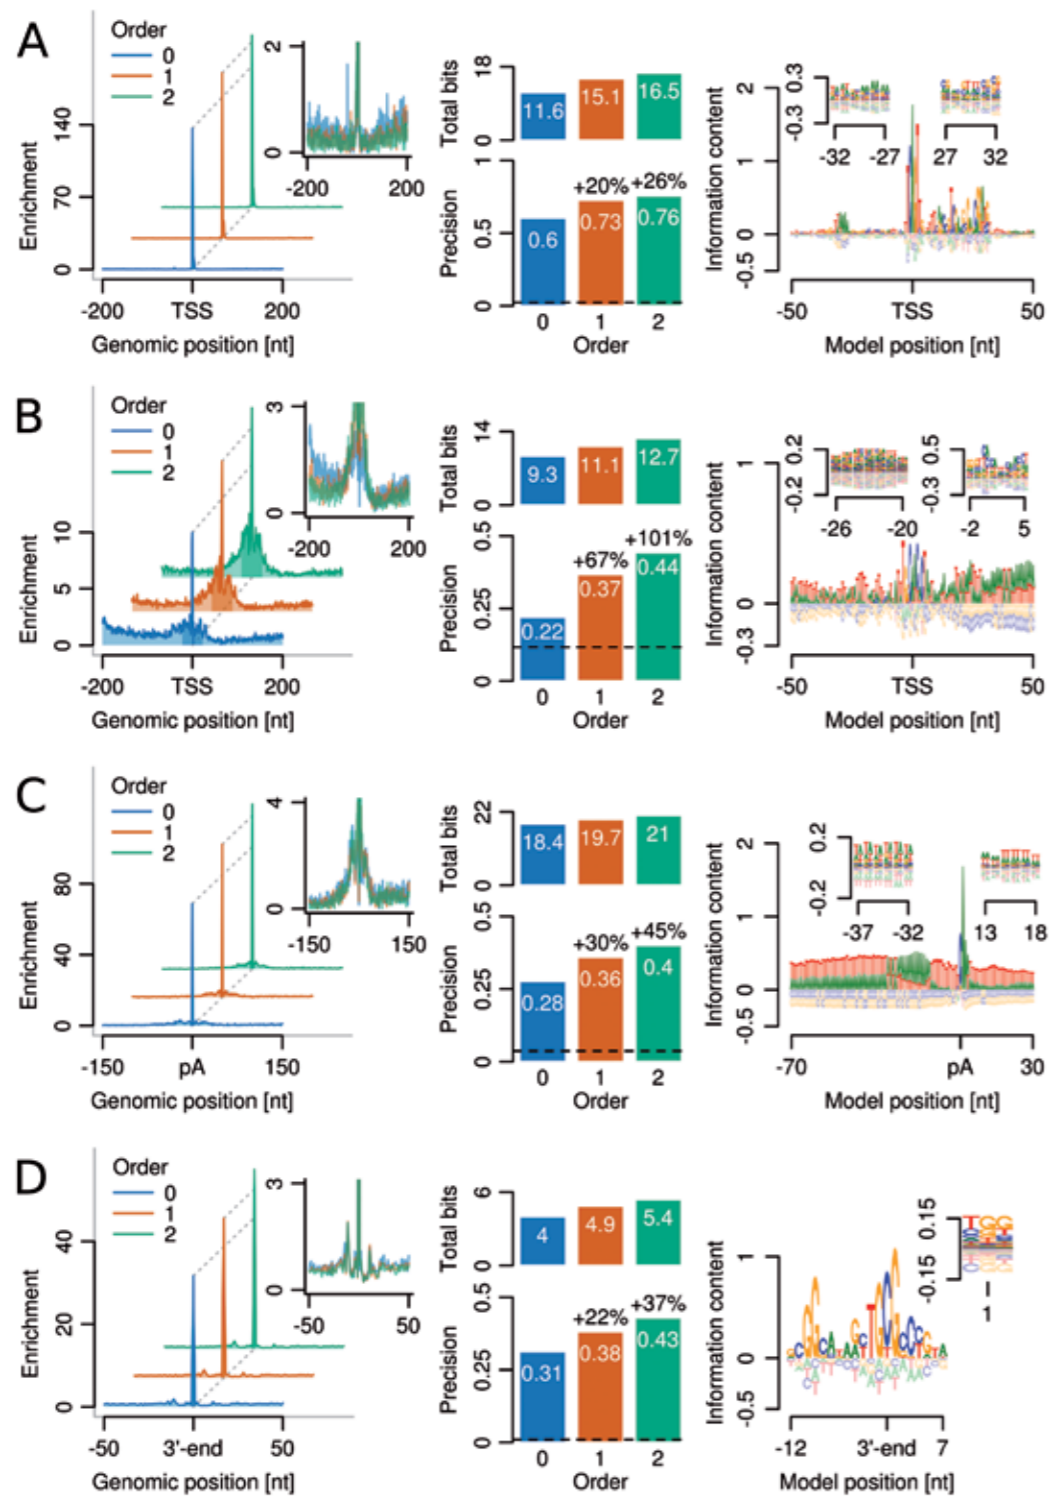 A
Order
0
1
2
Enrichment
140
70
0
-200 TSS 200
Genomic position [nt]
2
0
-200 200
Total bits
18
0
11.6 15.1 16.5
Precision
1
0.5
0
+20% +26%
0.6 0.73 0.76
0 1 2
Order
Information content
2
1
0
-0.5
0.3
-0.3
-32 -27 27 32
-50 TSS 50
Model position [nt]
B
Order
0
1
2
Enrichment
10
5
0
-200 TSS 200
Genomic position [nt]
3
0
-200 200
Total bits
14
0
9.3 11.1 12.7
Precision
0.5
0.25
0
+67% +101%
0.22 0.37 0.44
0 1 2
Order
Information content
1
0
-0.3
0.2
-0.2
-26 -20
0.5
-0.3
-2 5
-50 TSS 50
Model position [nt]
C
Order
0
1
2
Enrichment
80
40
0
-150 pA 150
Genomic position [nt]
4
0
-150 150
Total bits
22
0
18.4 19.7 21
Precision
0.5
0.25
0
+30% +45%
0.28 0.36 0.4
0 1 2
Order
Information content
2
1
0
-0.5
0.2
-0.2
-37 -32 13 18
-70 pA 30
Model position [nt]
D
Order
0
1
2
Enrichment
40
20
0
-50 3'-end 50
Genomic position [nt]
3
0
-50 50
Total bits
6
0
4 4.9 5.4
Precision
0.5
0.25
0
+22% +37%
0.31 0.38 0.43
0 1 2
Order
Information content
1
0
-0.5
0.15
-0.15
TGG
1
-12 3'-end 7
Model position [nt]